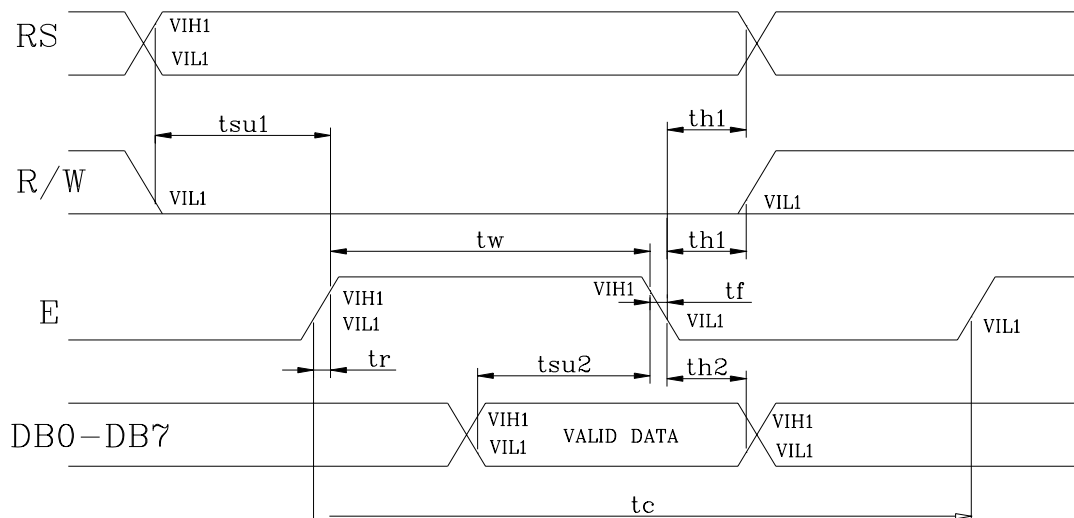 RS
VIH1
VIL1
tsu1
th1
R/W
VIL1
VIL1
tw
th1
E
VIH1
VIL1
VIH1
tf
VIL1
VIL1
tr
tsu2
th2
DB0-DB7
VIH1
VIL1
VALID DATA
VIH1
VIL1
tc